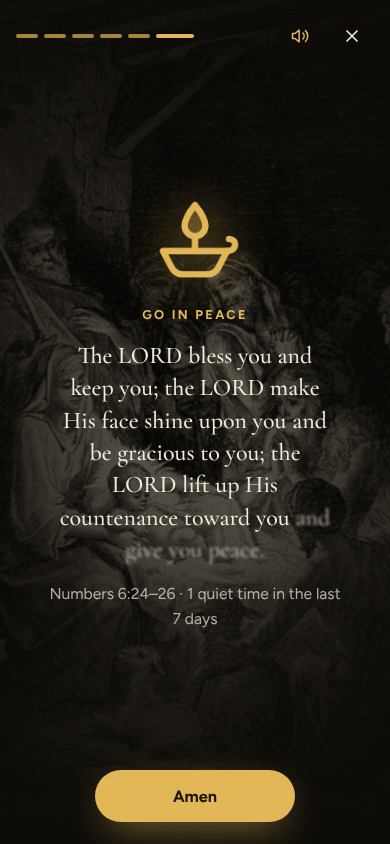 GO IN PEACE
The LORD bless you and
keep you; the LORD make
His face shine upon you and
be gracious to you; the
LORD lift up His
countenance toward you and
give you peace.
Numbers 6:24–26 · 1 quiet time in the last
7 days
Amen